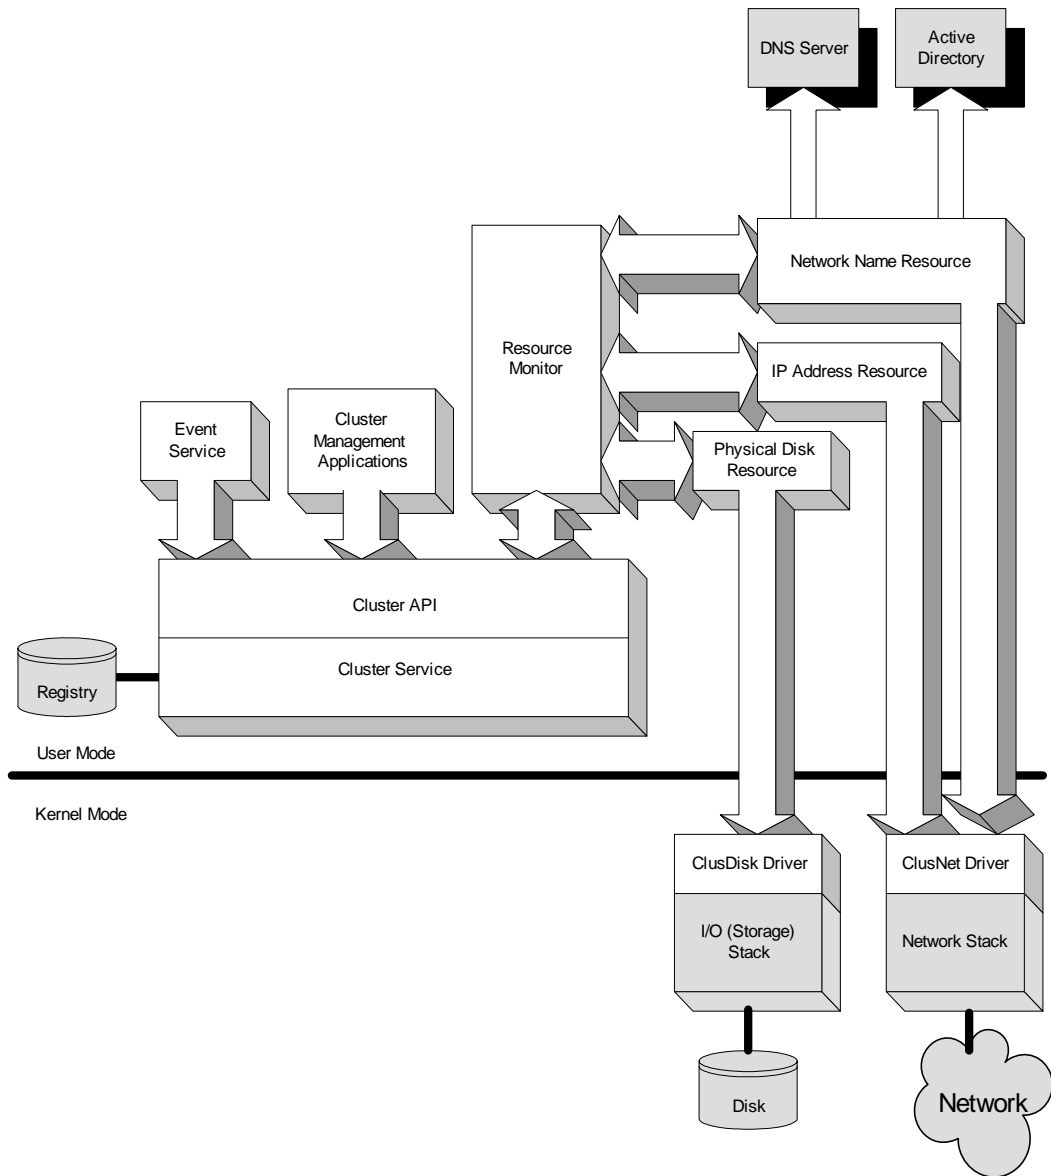 DNS Server
Active
Directory
Network Name Resource
Resource
Monitor
IP Address Resource
Event
Service
Cluster
Management
Applications
Physical Disk
Resource
Cluster API
Cluster Service
Registry
User Mode
Kernel Mode
ClusDisk Driver
ClusNet Driver
I/O (Storage)
Stack
Network Stack
Disk
Network